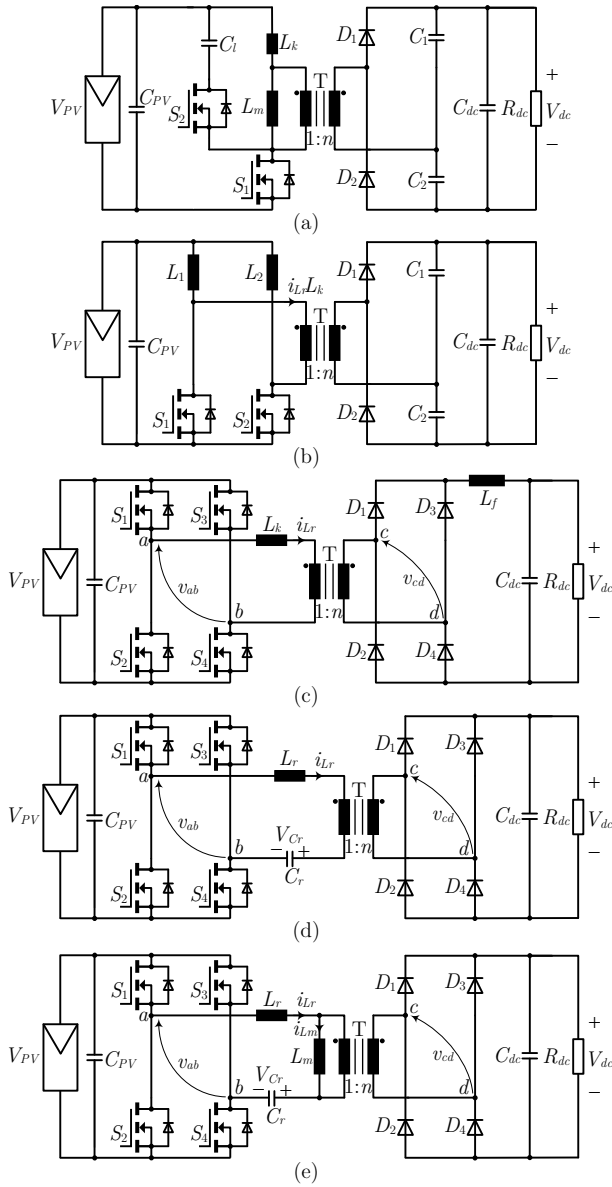 C_l L_k D_1 C_1
V_PV C_PV S_2 L_m T 1:n C_dc R_dc + V_dc −
S_1 D_2 C_2
(a)
L_1 L_2 i_Lr L_k D_1 C_1
V_PV C_PV T 1:n C_dc R_dc + V_dc −
S_1 S_2 D_2 C_2
(b)
S_1 S_3 L_k i_Lr D_1 D_3 L_f
a c
V_PV C_PV v_ab T 1:n v_cd C_dc R_dc + V_dc −
b d
S_2 S_4 D_2 D_4
(c)
S_1 S_3 L_r i_Lr D_1 D_3
a c
V_PV C_PV v_ab T 1:n v_cd C_dc R_dc + V_dc −
b − V_Cr + C_r d
S_2 S_4 D_2 D_4
(d)
S_1 S_3 L_r i_Lr D_1 D_3
a i_Lm c
V_PV C_PV v_ab L_m T 1:n v_cd C_dc R_dc + V_dc −
b − V_Cr + C_r d
S_2 S_4 D_2 D_4
(e)